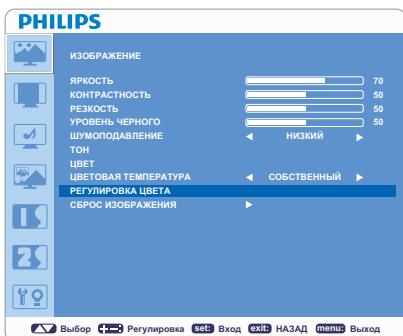 PHILIPS
ИЗОБРАЖЕНИЕ
ЯРКОСТЬ 70
КОНТРАСТНОСТЬ 50
РЕЗКОСТЬ 50
УРОВЕНЬ ЧЕРНОГО 50
ШУМОПОДАВЛЕНИЕ НИЗКИЙ
ТОН
ЦВЕТ
ЦВЕТОВАЯ ТЕМПЕРАТУРА СОБСТВЕННЫЙ
РЕГУЛИРОВКА ЦВЕТА
СБРОС ИЗОБРАЖЕНИЯ
Выбор Регулировка set: Вход exit: НАЗАД menu: Выход